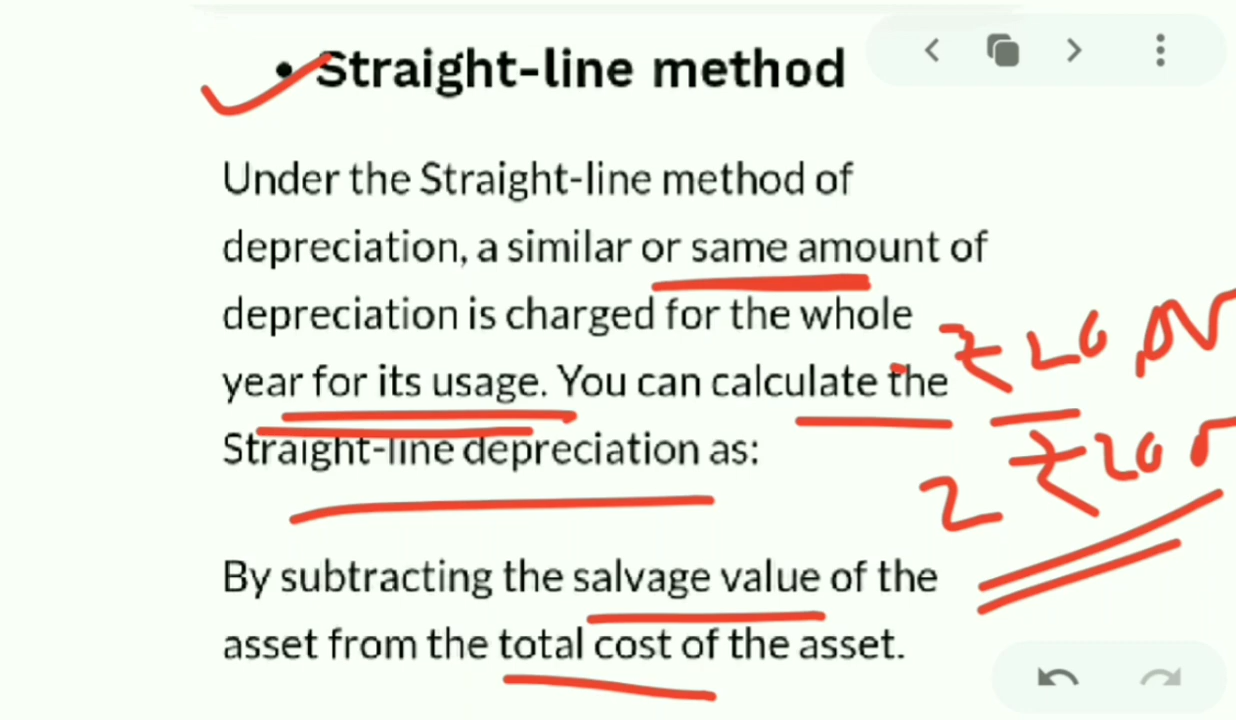 • Straight-line method
Under the Straight-line method of
depreciation, a similar or same amount of
depreciation is charged for the whole
year for its usage. You can calculate the
Straight-line depreciation as:
By subtracting the salvage value of the
asset from the total cost of the asset.